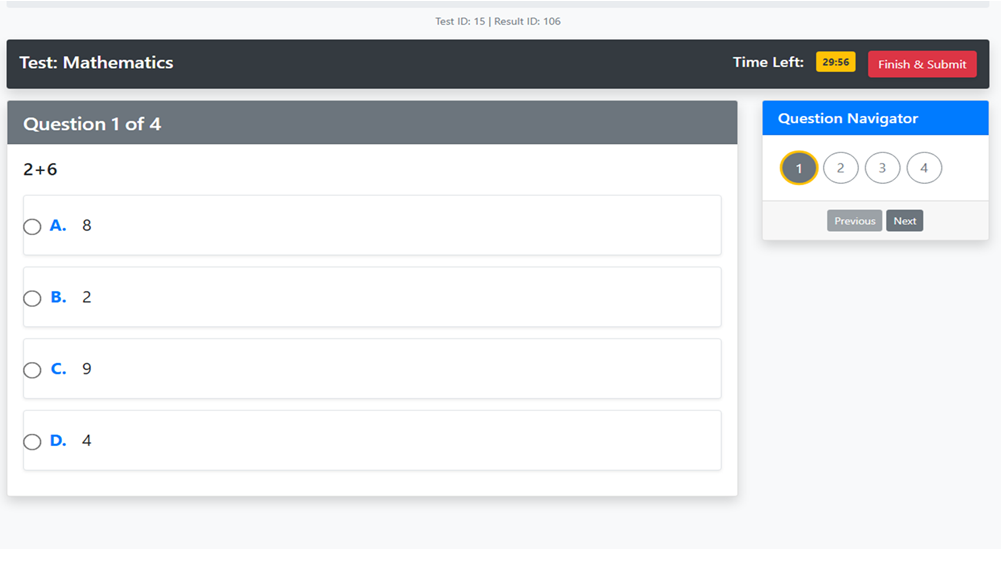 Test ID: 15 | Result ID: 106
Test: Mathematics
Time Left: 29:56 Finish & Submit
Question 1 of 4
2+6
A. 8
B. 2
C. 9
D. 4
Question Navigator
1 2 3 4
Previous Next